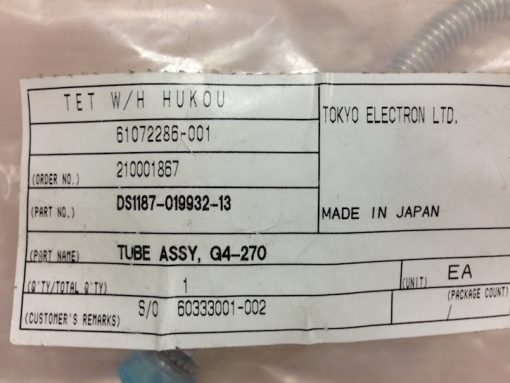 TET W/H HUKOU
TOKYO ELECTRON LTD.
61072286-001
(ORDER NO.) 210001867
(PART NO.) DS1187-019932-13
MADE IN JAPAN
(PART NAME) TUBE ASSY, G4-270
(Q'TY/TOTAL Q'TY) 1 (UNIT) EA
(PACKAGE COUNT)
S/O 60333001-002 /
(CUSTOMER'S REMARKS)